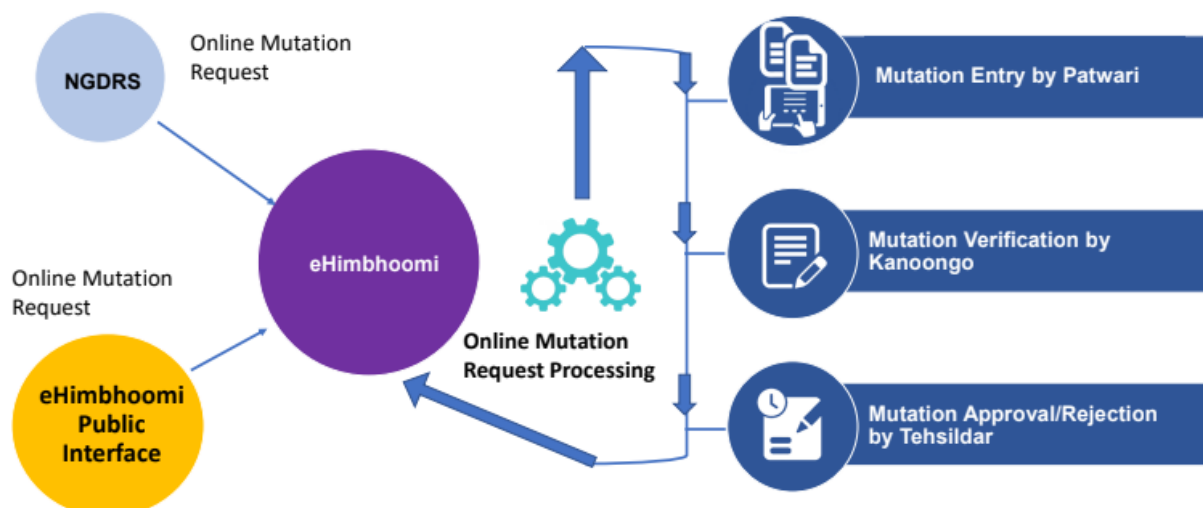 NGDRS
Online Mutation
Request
eHimbhoomi
Online Mutation
Request
eHimbhoomi
Public
Interface
Online Mutation
Request Processing
Mutation Entry by Patwari
Mutation Verification by
Kanoongo
Mutation Approval/Rejection
by Tehsildar